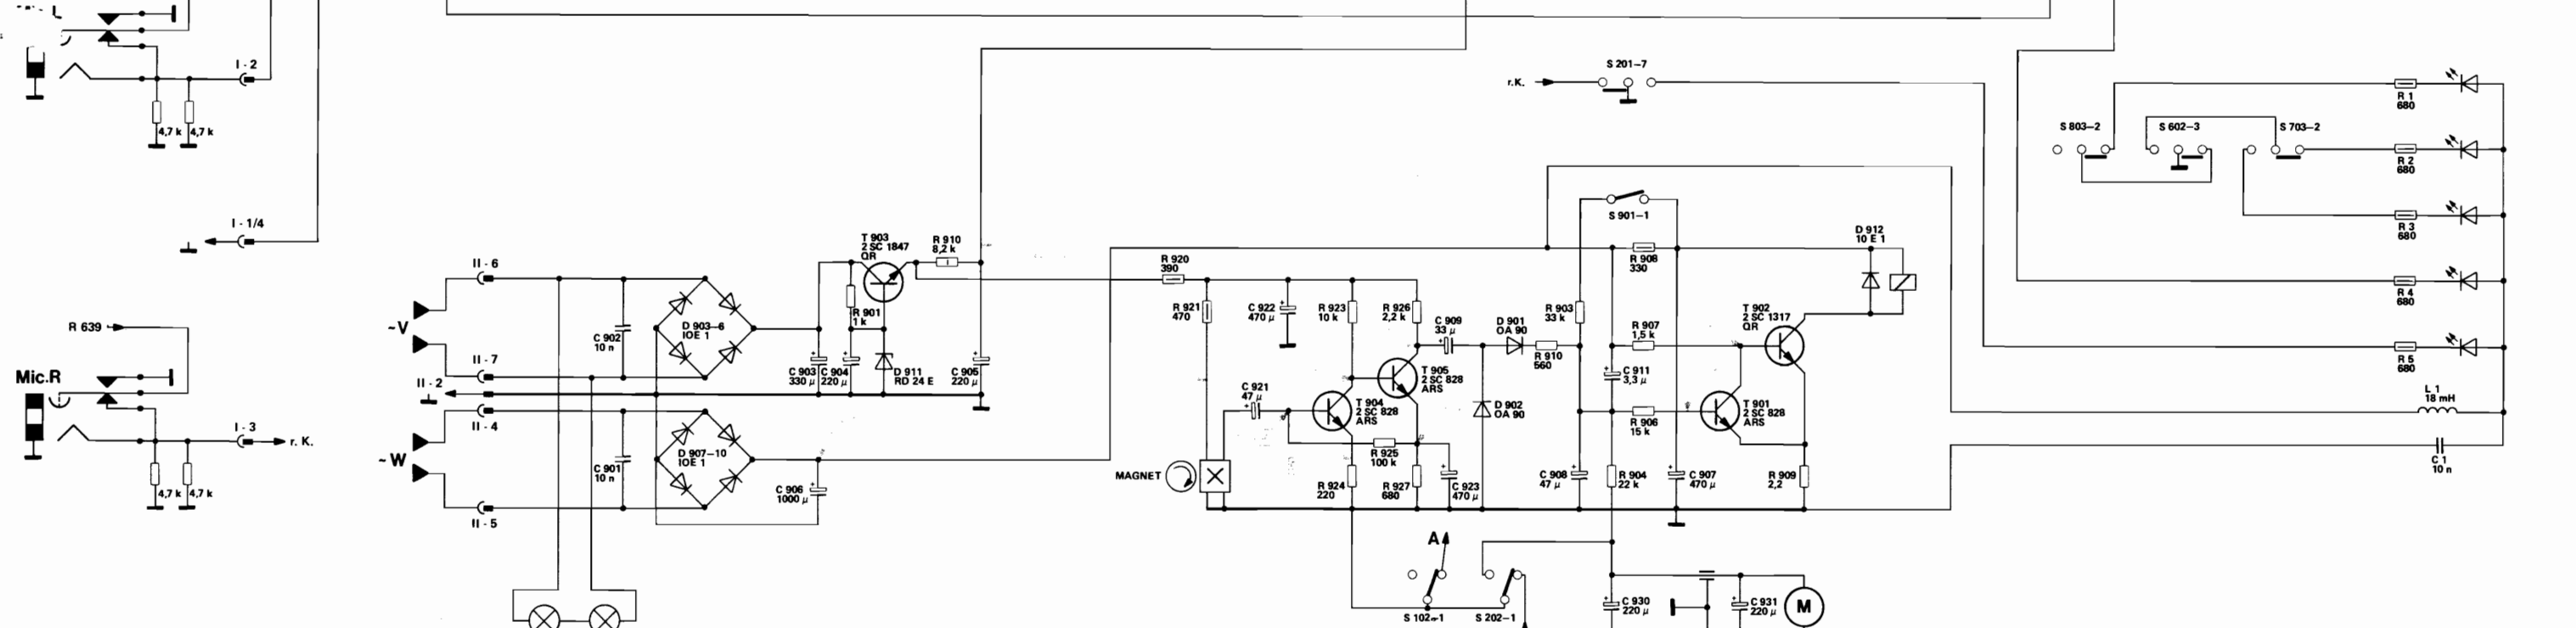 I - 2
4,7 k
4,7 k
I - 1/4
R 639
Mic.R
I - 3
r. K.
4,7 k
4,7 k
II - 6
~V
II - 7
II - 2
II - 4
~W
II - 5
C 902
10 n
C 901
10 n
D 903-6
IOE 1
D 907-10
IOE 1
T 903
2 SC 1847
QR
R 910
8,2 k
R 901
1 k
C 903
330 µ
C 904
220 µ
D 911
RD 24 E
C 905
220 µ
C 906
1000 µ
R 920
390
R 921
470
C 922
470 µ
R 923
10 k
R 926
2,2 k
C 909
33 µ
D 901
OA 90
R 910
560
R 903
33 k
C 921
47 µ
T 904
2 SC 828
ARS
T 905
2 SC 828
ARS
D 902
OA 90
R 925
100 k
MAGNET
R 924
220
R 927
680
C 923
470 µ
C 908
47 µ
R 904
22 k
C 907
470 µ
R 909
2,2
S 901-1
R 908
330
R 907
1,5 k
C 911
3,3 µ
R 906
15 k
T 902
2 SC 1317
QR
T 901
2 SC 828
ARS
D 912
10 E 1
A
S 102-1
S 202-1
C 930
220 µ
C 931
220 µ
M
r.K.
S 201-7
S 803-2
S 602-3
S 703-2
R 1
680
R 2
680
R 3
680
R 4
680
R 5
680
L 1
18 mH
C 1
10 n